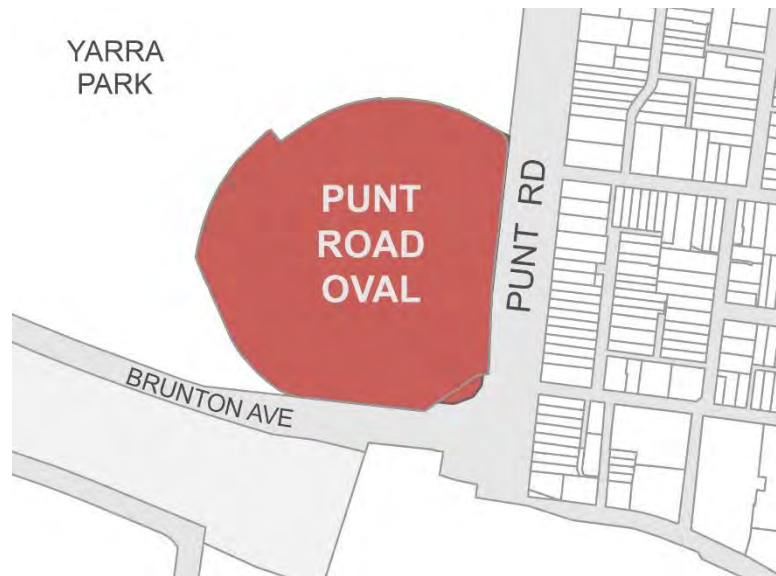 YARRA
PARK
PUNT
ROAD
OVAL
PUNT RD
BRUNTON AVE